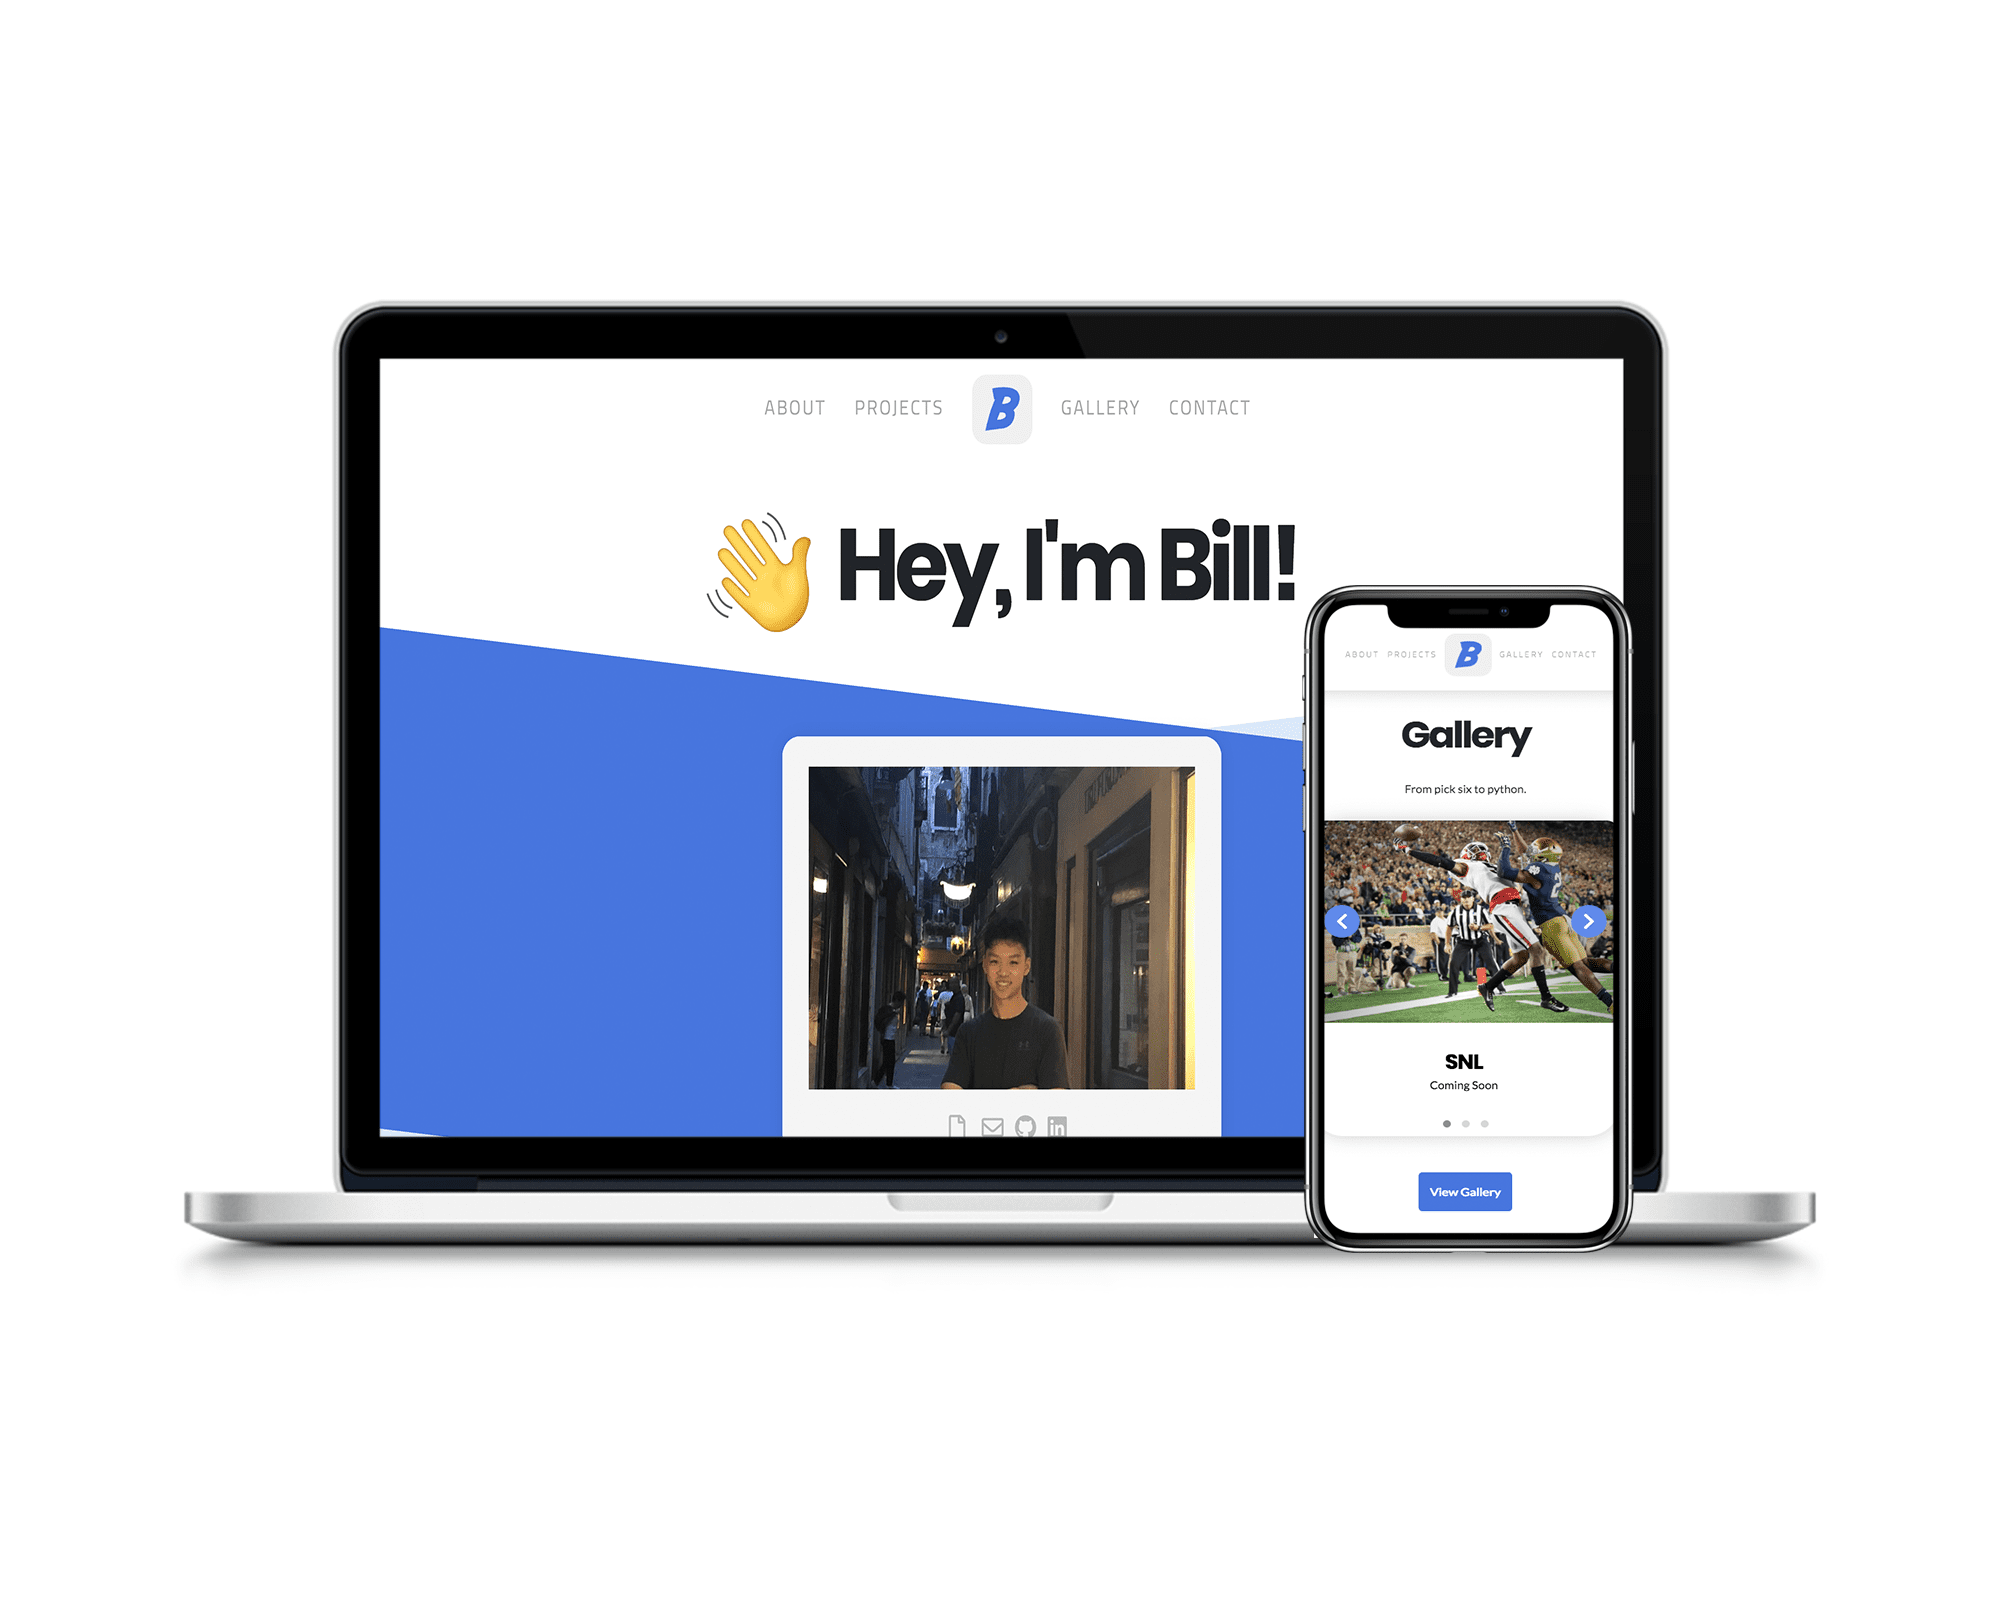 ABOUT PROJECTS B GALLERY CONTACT
Hey, I'm Bill!
in
ABOUT PROJECTS B GALLERY CONTACT
Gallery
From pick six to python.
SNL
Coming Soon
View Gallery